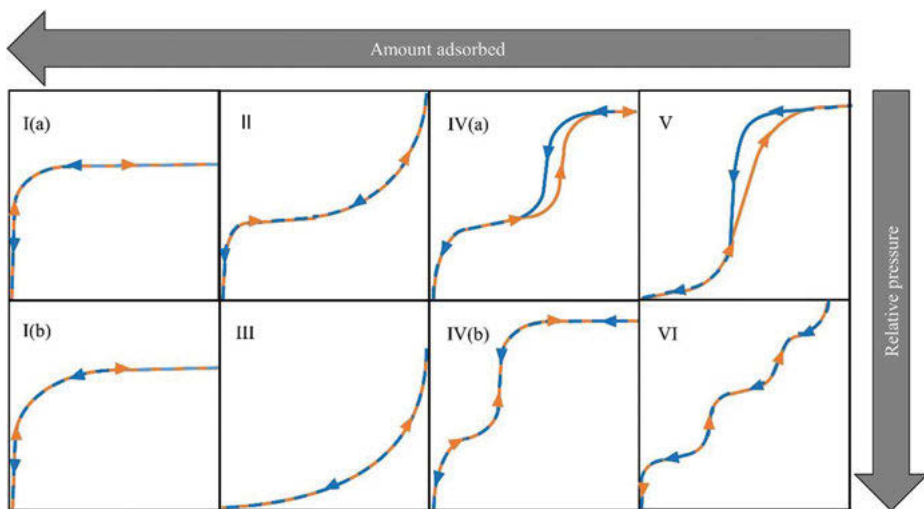 Amount adsorbed
I(a)
II
IV(a)
V
Relative pressure
I(b)
III
IV(b)
VI